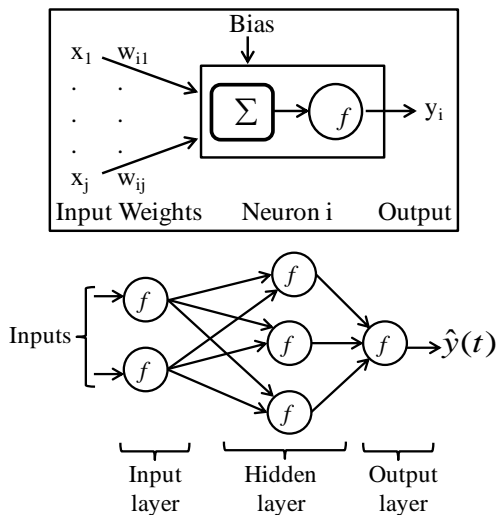 Bias
x₁ wᵢ₁
. .
. .
. .
Σ f yᵢ
xⱼ wᵢⱼ
Input Weights Neuron i Output
f
f
Inputs f f ŷ(t)
f
f
Input layer
Hidden layer
Output layer